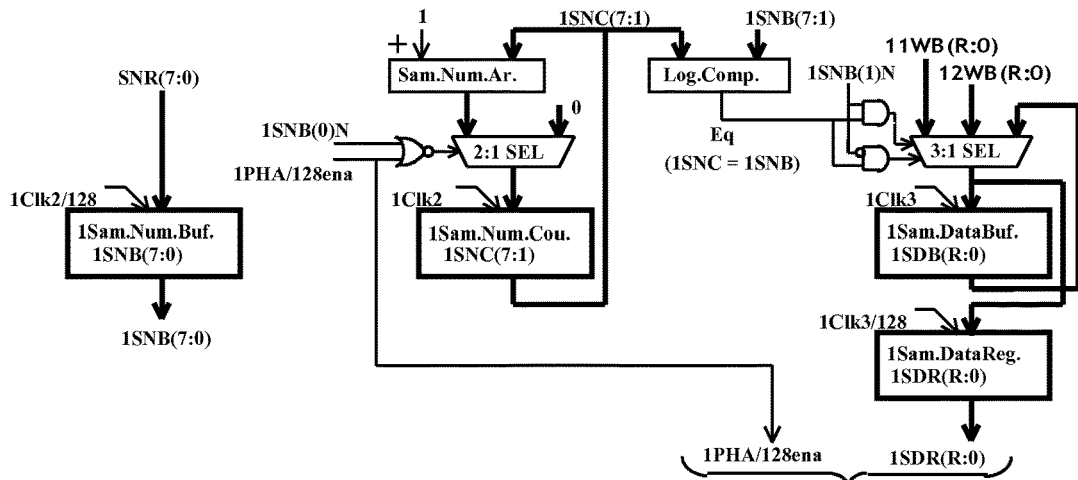 1
1SNC(7:1)
1SNB(7:1)
+
SNR(7:0)
Sam.Num.Ar.
Log.Comp.
1SNB(1)N
11WB(R:O)
12WB(R:O)
0
1SNB(0)N
2:1 SEL
Eq
(1SNC = 1SNB)
3:1 SEL
1PHA/128ena
1Clk2/128
1Clk2
1Clk3
1Sam.Num.Buf.
1SNB(7:0)
1Sam.Num.Cou.
1SNC(7:1)
1Sam.DataBuf.
1SDB(R:0)
1SNB(7:0)
1Clk3/128
1Sam.DataReg.
1SDR(R:0)
1PHA/128ena
1SDR(R:0)